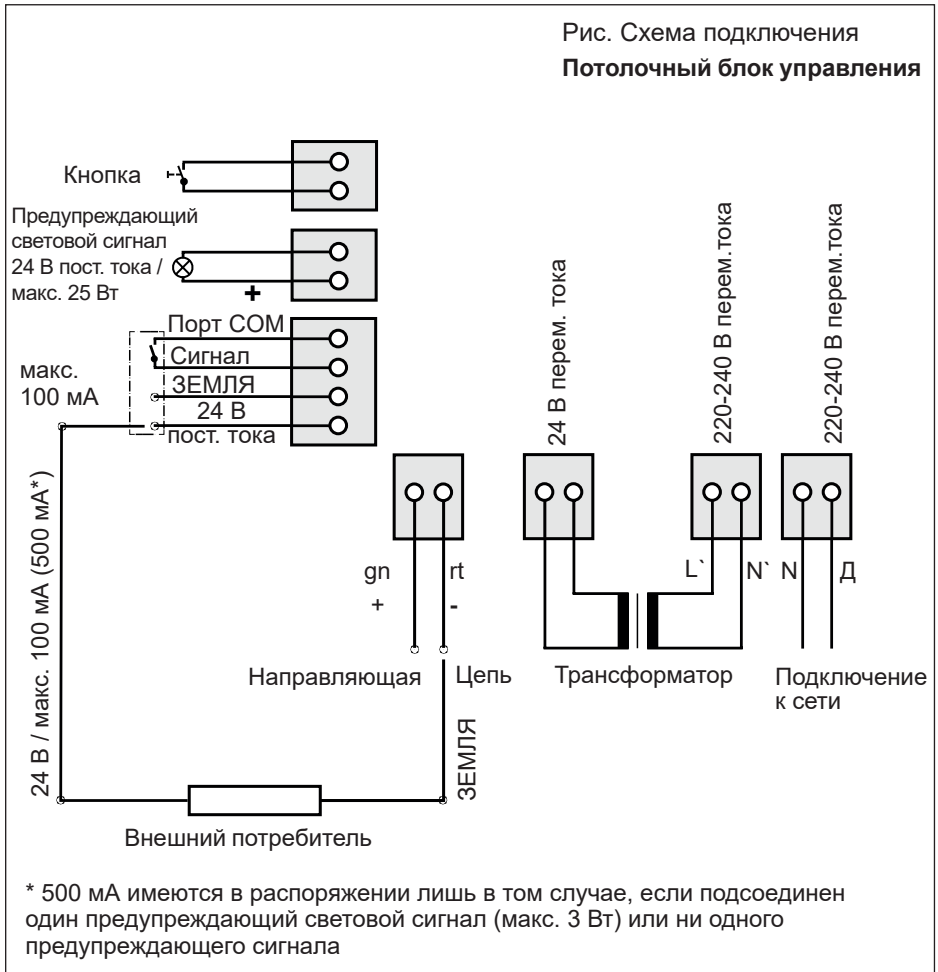 Рис. Схема подключения
Потолочный блок управления
Кнопка
Предупреждающий
световой сигнал
24 В пост. тока /
макс. 25 Вт
+
Порт COM
Сигнал
ЗЕМЛЯ
24 В
пост. тока
макс.
100 мА
24 В / макс. 100 мА (500 мА*)
24 В перем. тока
220-240 В перем.тока
220-240 В перем.тока
gn
rt
+
-
L`
N`
N
Д
Направляющая
Цепь
Трансформатор
Подключение
к сети
ЗЕМЛЯ
Внешний потребитель
* 500 мА имеются в распоряжении лишь в том случае, если подсоединен
один предупреждающий световой сигнал (макс. 3 Вт) или ни одного
предупреждающего сигнала